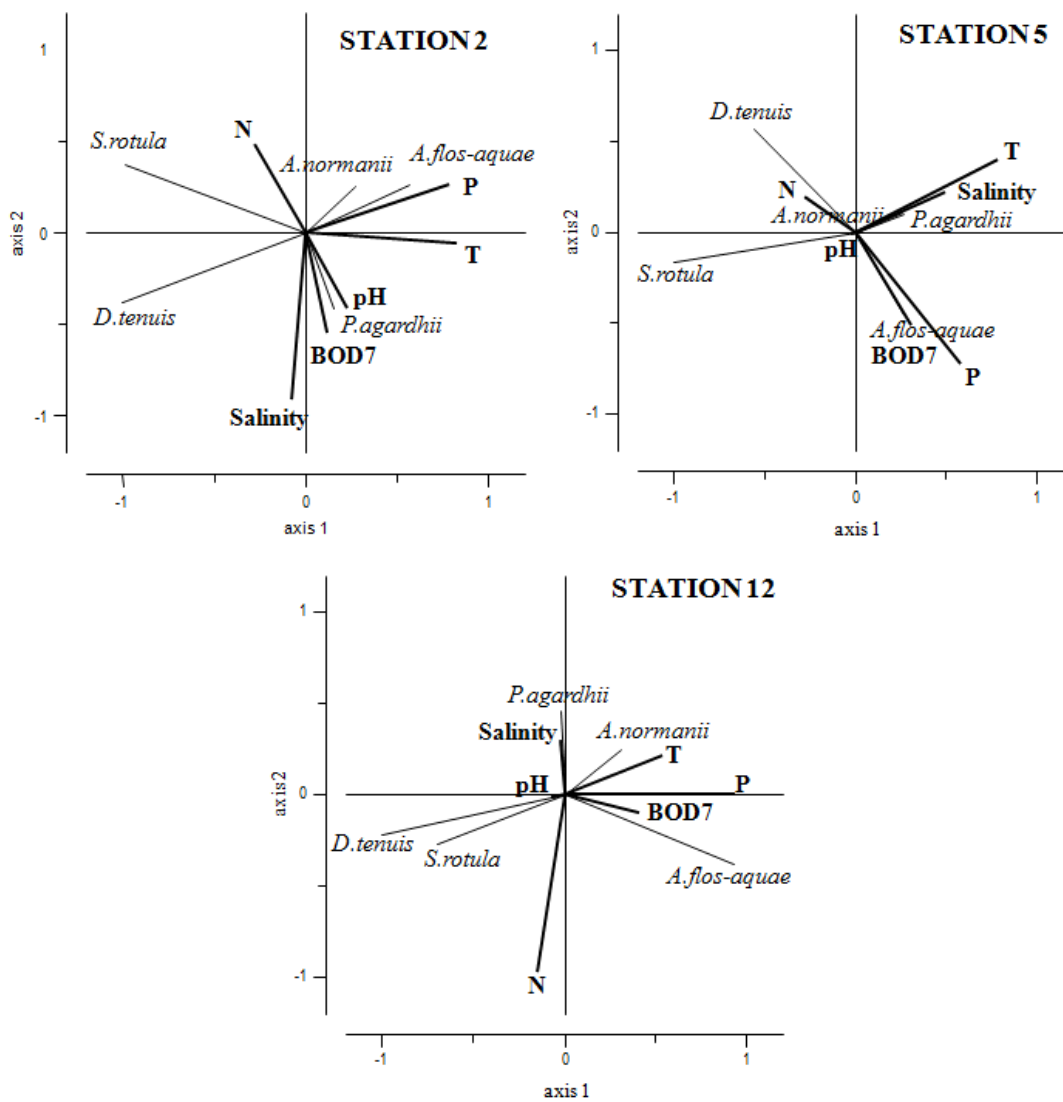 STATION 2
1
N
S.rotula
A.normanii
A.flos-aquae
P
axis 2
0
T
D.tenuis
pH
P.agardhii
BOD7
-1
Salinity
-1
0
1
axis 1
STATION 5
1
D.tenuis
T
N
Salinity
A.normanii
P.agardhii
axis 2
0
pH
S.rotula
A.flos-aquae
BOD7
P
-1
-1
0
1
axis 1
STATION 12
1
P.agardhii
Salinity
A.normanii
T
axis2
pH
P
0
BOD7
D.tenuis
S.rotula
A.flos-aquae
-1
N
-1
0
1
axis 1